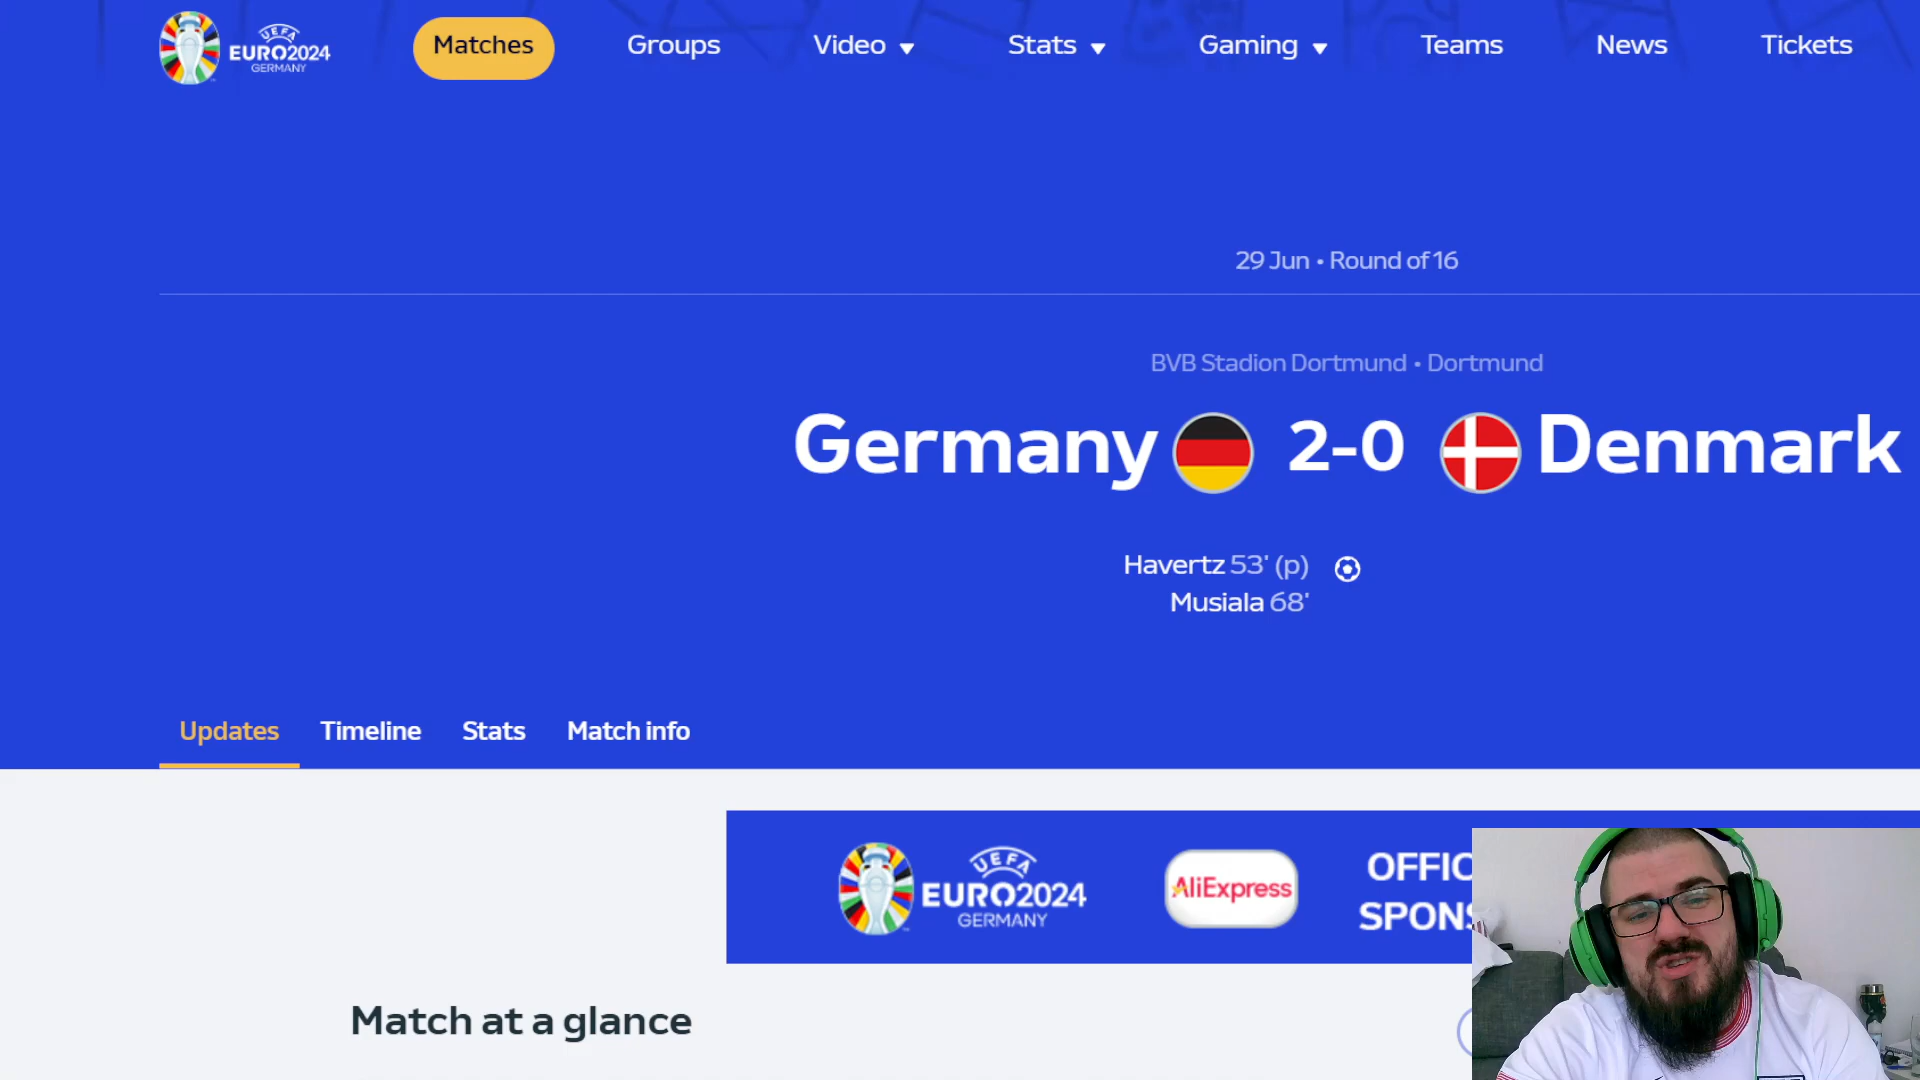 UEFA
EURO2024
GERMANY
Matches
Groups
Video
Stats
Gaming
Teams
News
Tickets
29 Jun • Round of 16
BVB Stadion Dortmund • Dortmund
Germany 2-0 Denmark
Havertz 53' (p)
Musiala 68'
Updates
Timeline
Stats
Match info
UEFA
EURO2024
GERMANY
AliExpress
OFFIC
SPONS
Match at a glance